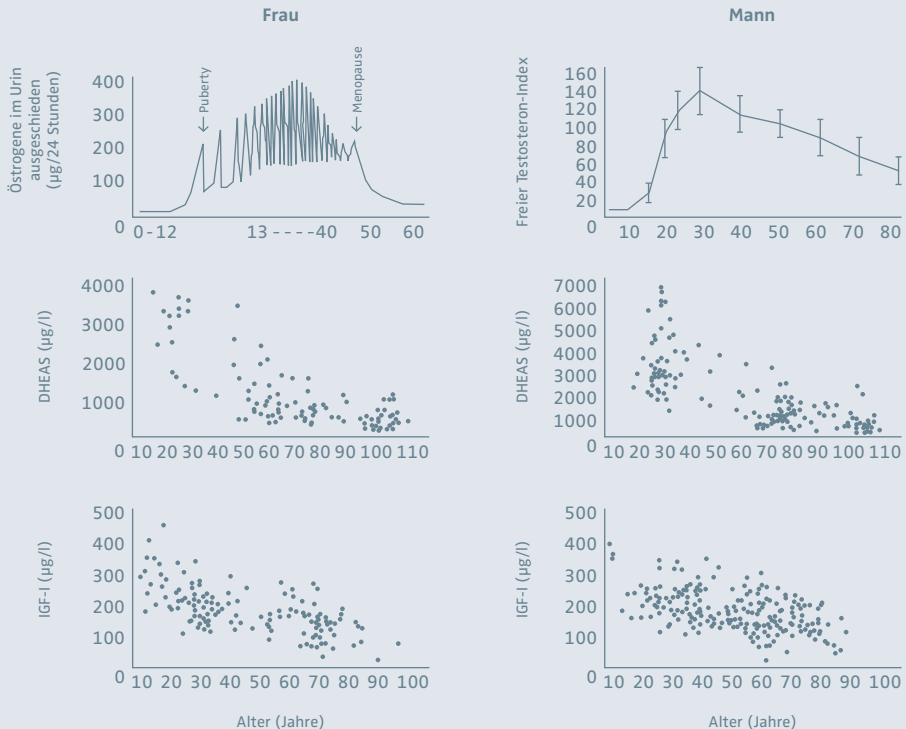 Frau
Östrogene im Urin
ausgeschieden
(µg/24 Stunden)
400
300
200
100
0
Puberty
Menopause
0-12 13 - - - -40 50 60
Mann
Freier Testosteron-Index
160
140
120
100
80
60
40
20
0
10 20 30 40 50 60 70 80
DHEAS (µg/l)
4000
3000
2000
1000
0
10 20 30 40 50 60 70 80 90 100 110
DHEAS (µg/l)
7000
6000
5000
4000
3000
2000
1000
0
10 20 30 40 50 60 70 80 90 100 110
IGF-I (µg/l)
500
400
300
200
100
0
10 20 30 40 50 60 70 80 90 100
Alter (Jahre)
IGF-I (µg/l)
500
400
300
200
100
0
10 20 30 40 50 60 70 80 90 100
Alter (Jahre)